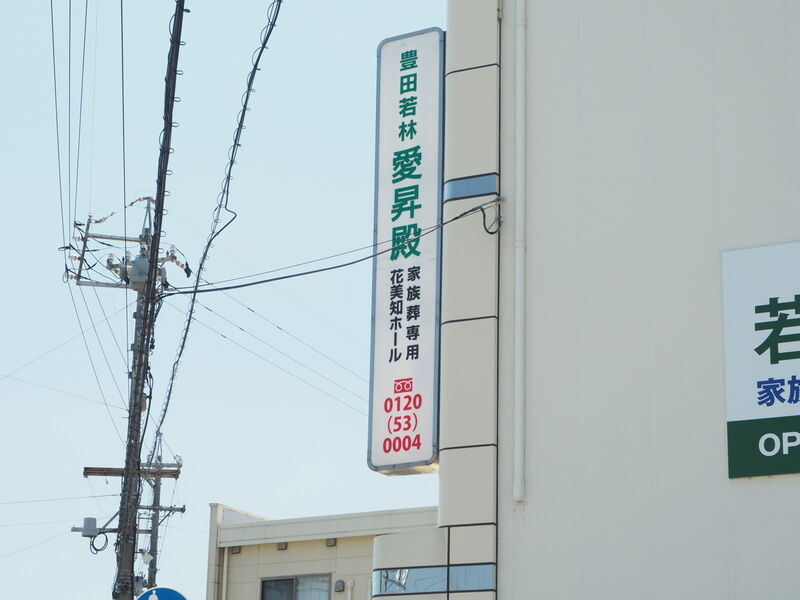 豊田若林
愛昇殿
家族葬専用
花美知ホール
0120
(53)
0004
若
家族
OP